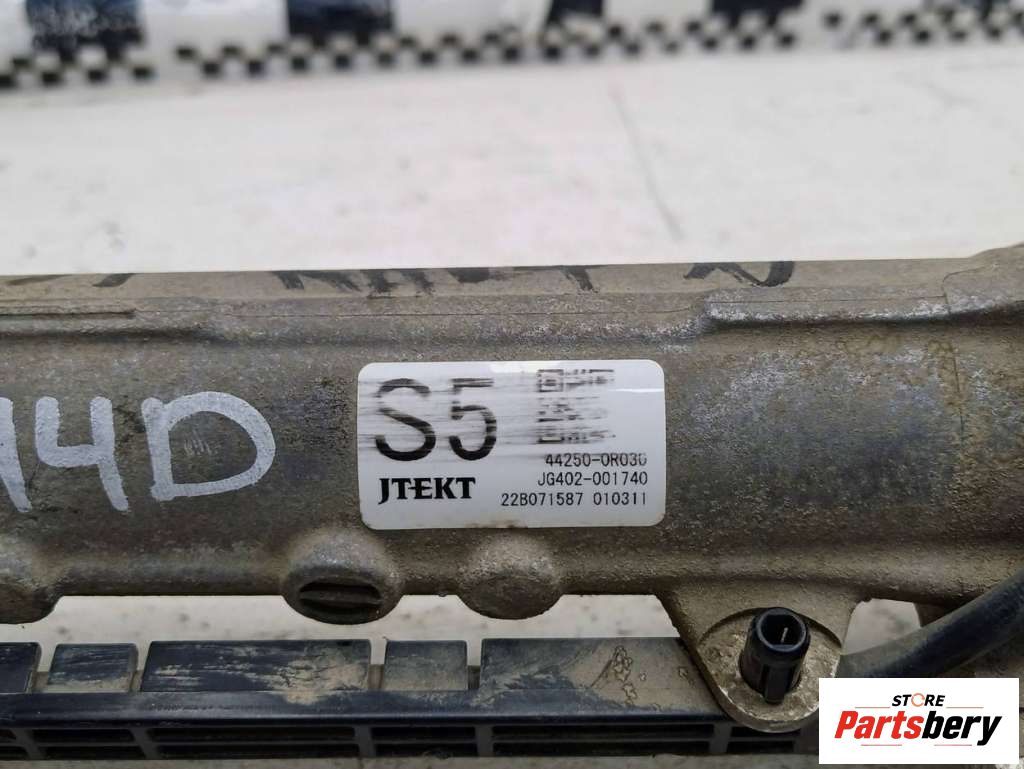 14D
S5
44250-0R030
JTEKT
JG402-001740
22B071587 010311
STORE
Partsbery